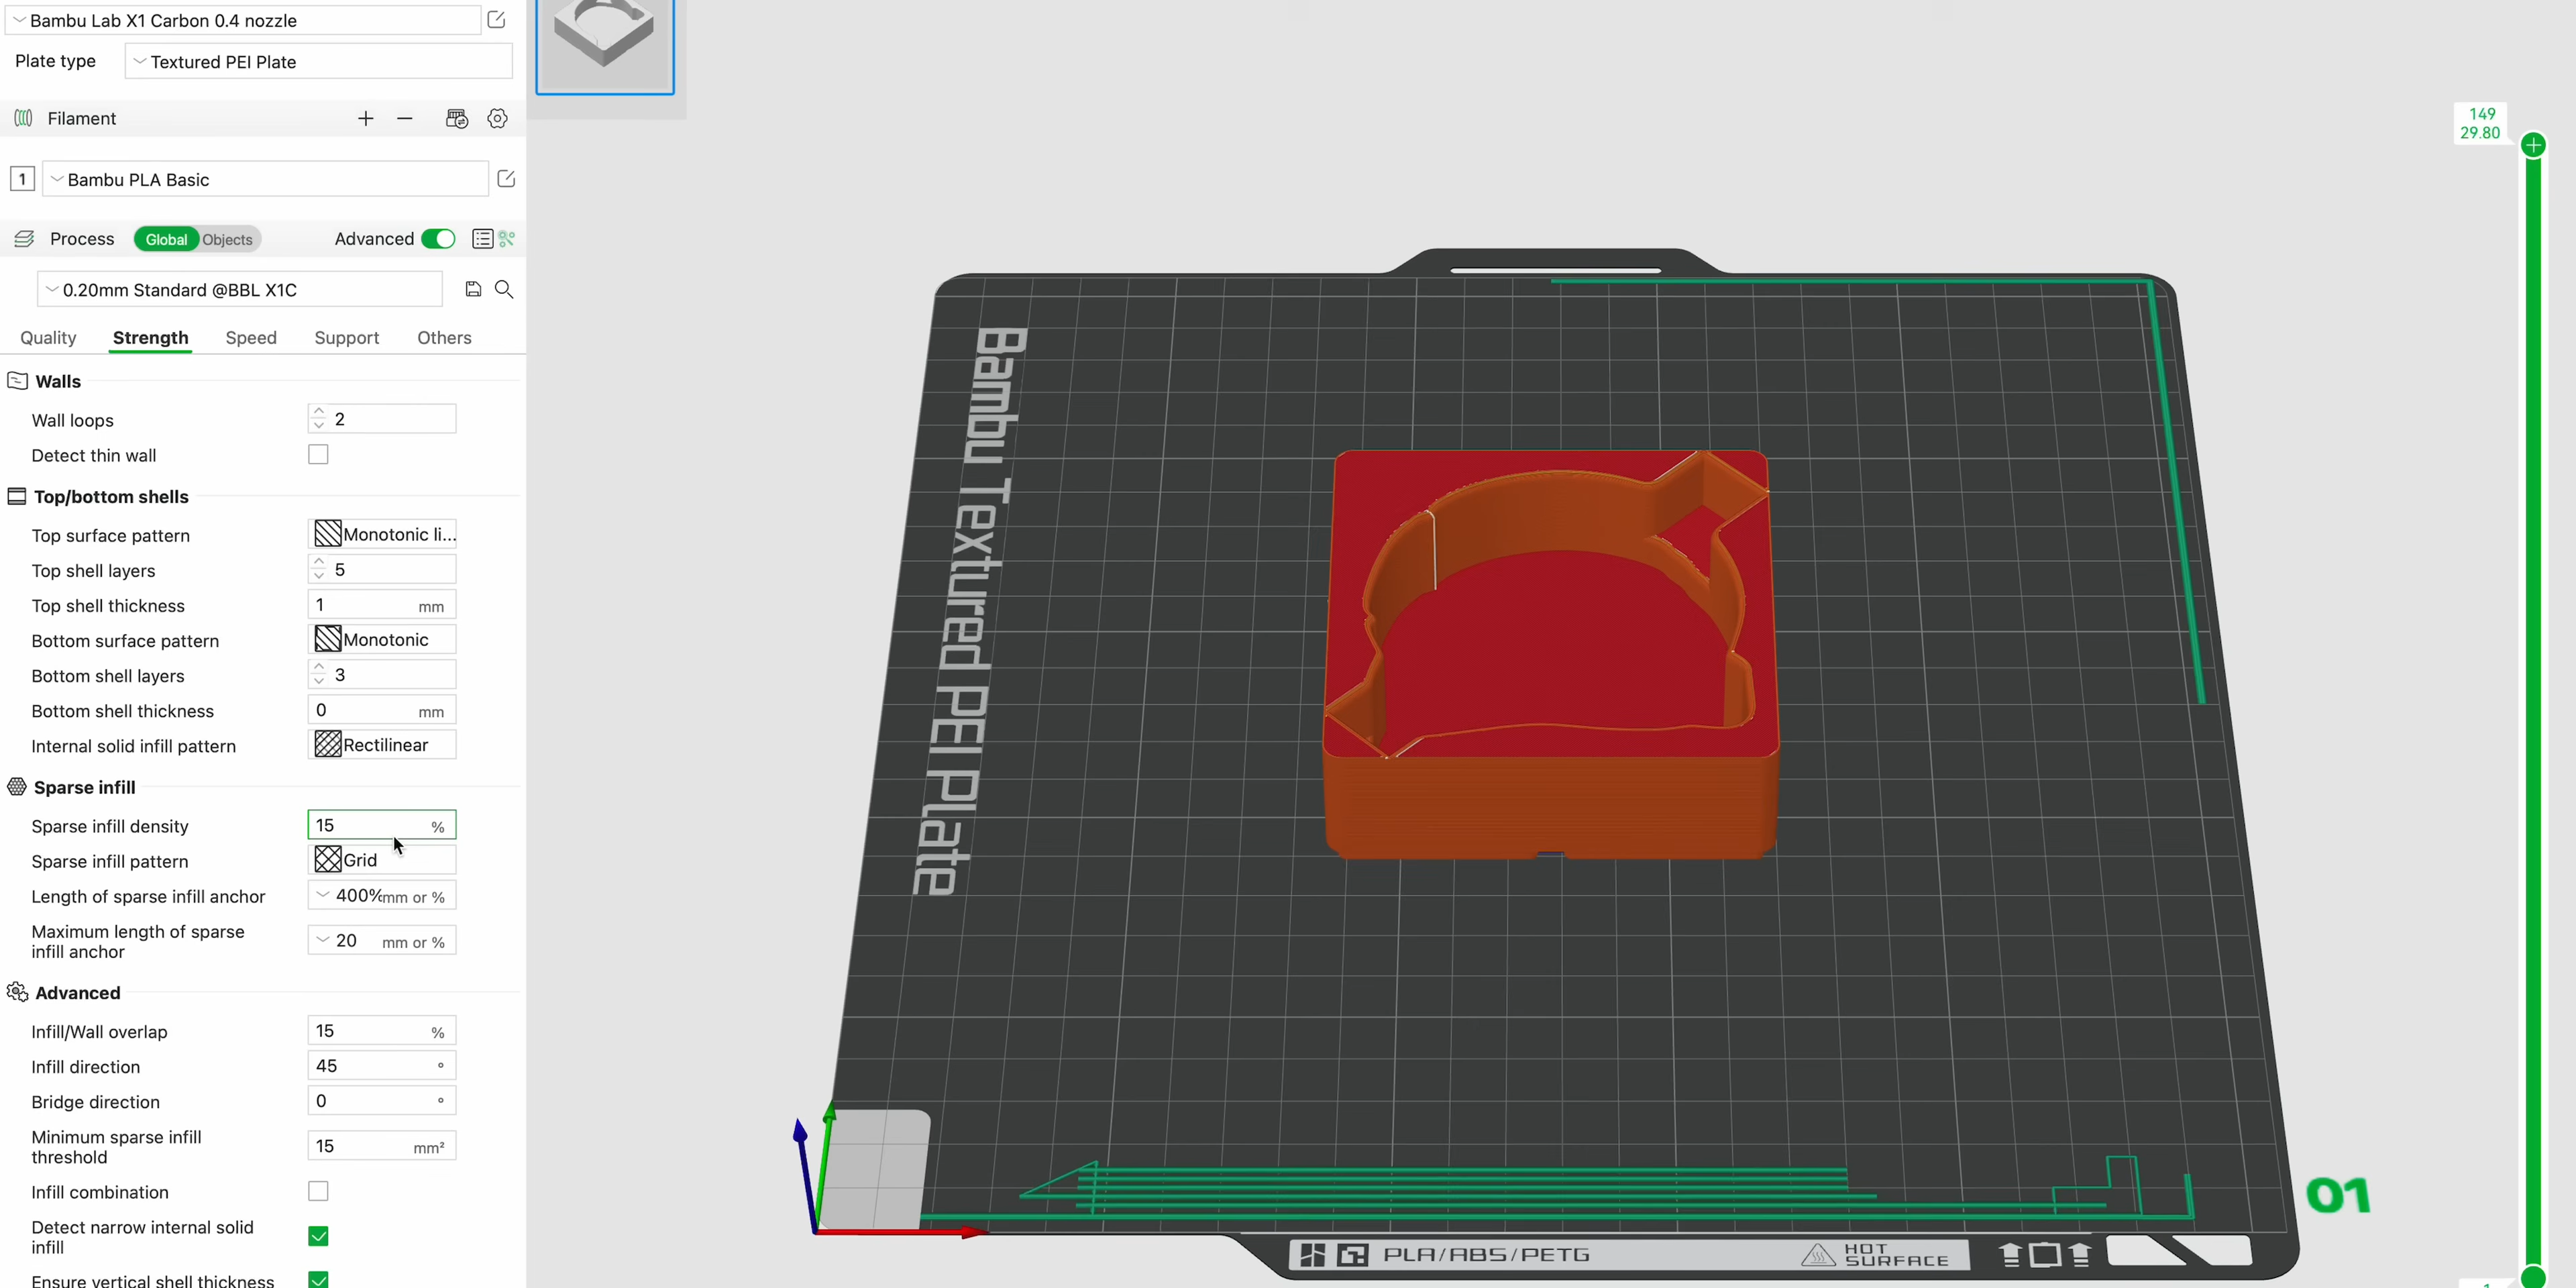 Bambu Lab X1 Carbon 0.4 nozzle
Plate type Textured PEI Plate
Filament
1 Bambu PLA Basic
Process Global Objects Advanced
0.20mm Standard @BBL X1C
Quality Strength Speed Support Others
Walls
Wall loops 2
Detect thin wall
Top/bottom shells
Top surface pattern Monotonic li...
Top shell layers 5
Top shell thickness 1 mm
Bottom surface pattern Monotonic
Bottom shell layers 3
Bottom shell thickness 0 mm
Internal solid infill pattern Rectilinear
Sparse infill
Sparse infill density 15 %
Sparse infill pattern Grid
Length of sparse infill anchor 400% mm or %
Maximum length of sparse
infill anchor 20 mm or %
Advanced
Infill/Wall overlap 15 %
Infill direction 45 °
Bridge direction 0 °
Minimum sparse infill
threshold 15 mm²
Infill combination
Detect narrow internal solid
infill
Ensure vertical shell thickness
149
29.80
Bambu Textured PEI Plate
01
PLA/ABS/PETG
HOT
SURFACE